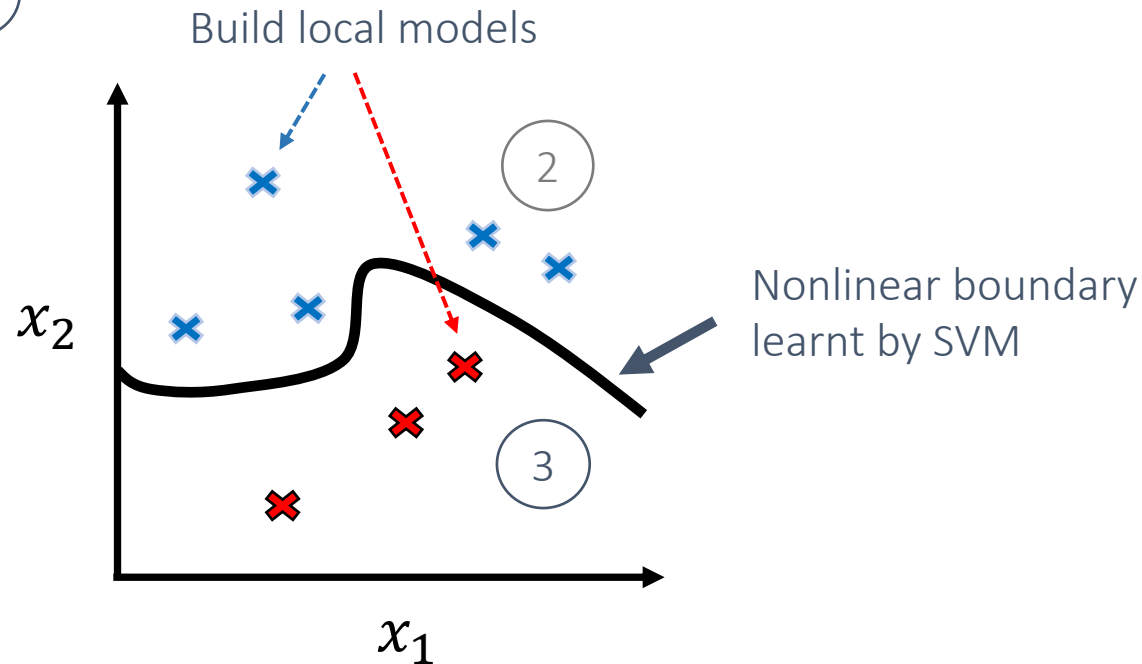 Build local models
2
x₂
Nonlinear boundary
learnt by SVM
3
x₁